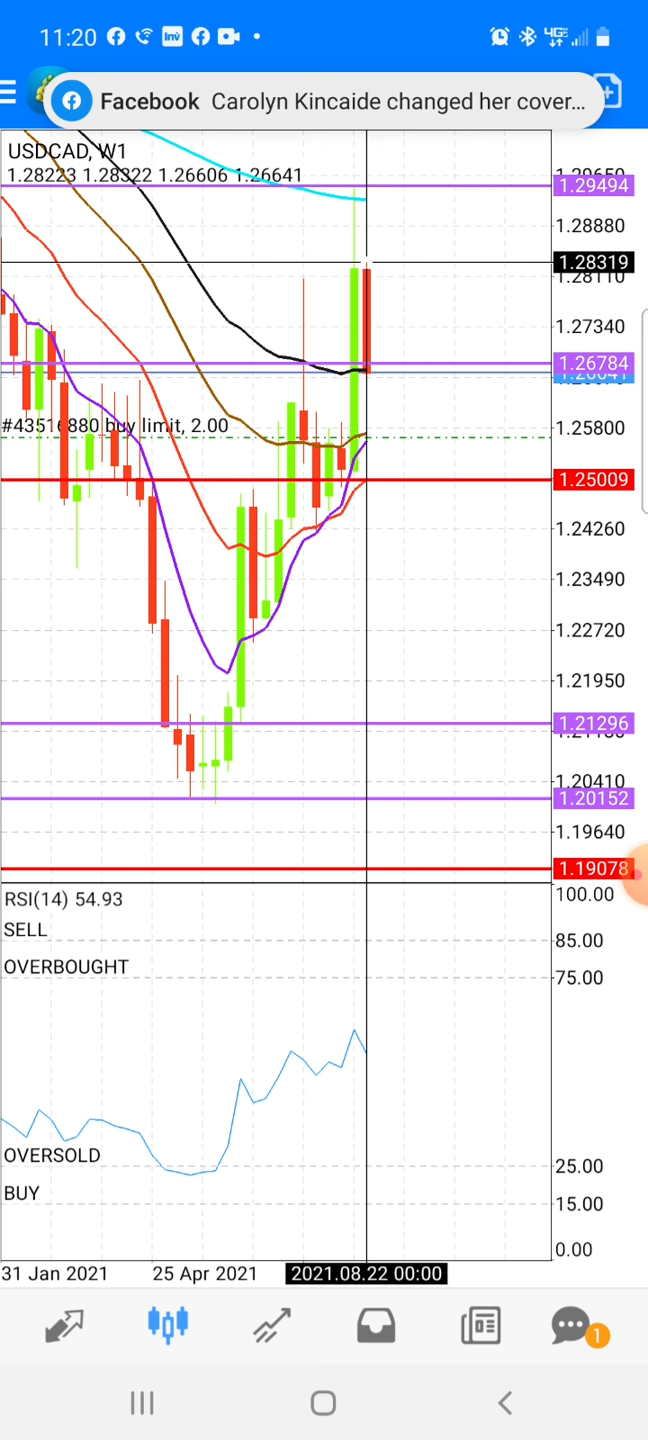 11:20
Facebook Carolyn Kincaide changed her cover...
USDCAD, W1
1.28223 1.28322 1.26606 1.26641
1.29494
1.28880
1.28319
1.28110
1.27340
1.26784
#43516880 buy limit, 2.00
1.25800
1.25009
1.24260
1.23490
1.22720
1.21950
1.21296
1.20410
1.20152
1.19640
1.19078
RSI(14) 54.93
100.00
SELL
85.00
OVERBOUGHT
75.00
OVERSOLD
25.00
BUY
15.00
0.00
31 Jan 2021 25 Apr 2021 2021.08.22 00:00
1